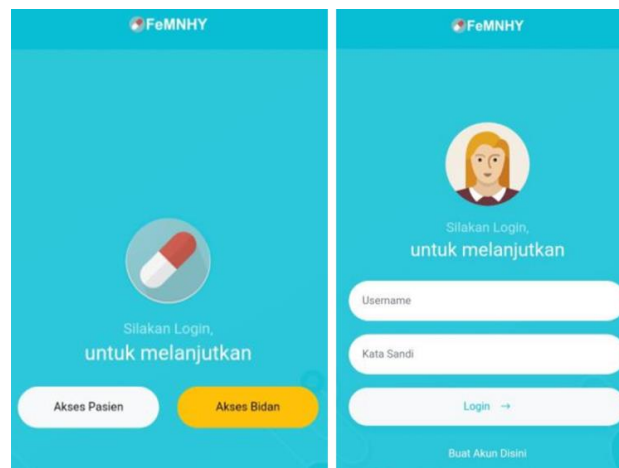 FeMNHY
Silakan Login,
untuk melanjutkan
Akses Pasien
Akses Bidan
FeMNHY
Silakan Login,
untuk melanjutkan
Username
Kata Sandi
Login →
Buat Akun Disini